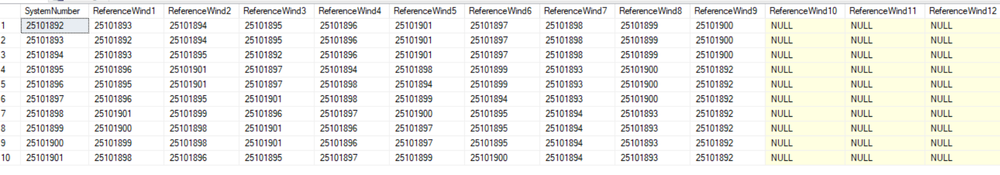 SystemNumber ReferenceWind1 ReferenceWind2 ReferenceWind3 ReferenceWind4 ReferenceWind5 ReferenceWind6 ReferenceWind7 ReferenceWind8 ReferenceWind9 ReferenceWind10 ReferenceWind11 ReferenceWind12
1 25101892 25101893 25101894 25101895 25101896 25101901 25101897 25101898 25101899 25101900 NULL NULL NULL
2 25101893 25101892 25101894 25101895 25101896 25101901 25101897 25101898 25101899 25101900 NULL NULL NULL
3 25101894 25101893 25101895 25101892 25101896 25101901 25101897 25101898 25101899 25101900 NULL NULL NULL
4 25101895 25101896 25101901 25101897 25101894 25101898 25101899 25101893 25101900 25101892 NULL NULL NULL
5 25101896 25101895 25101901 25101897 25101898 25101894 25101899 25101893 25101900 25101892 NULL NULL NULL
6 25101897 25101896 25101895 25101901 25101898 25101899 25101894 25101893 25101900 25101892 NULL NULL NULL
7 25101898 25101901 25101899 25101896 25101897 25101900 25101895 25101894 25101893 25101892 NULL NULL NULL
8 25101899 25101900 25101898 25101901 25101896 25101897 25101895 25101894 25101893 25101892 NULL NULL NULL
9 25101900 25101899 25101898 25101901 25101896 25101897 25101895 25101894 25101893 25101892 NULL NULL NULL
10 25101901 25101898 25101896 25101895 25101897 25101899 25101900 25101894 25101893 25101892 NULL NULL NULL